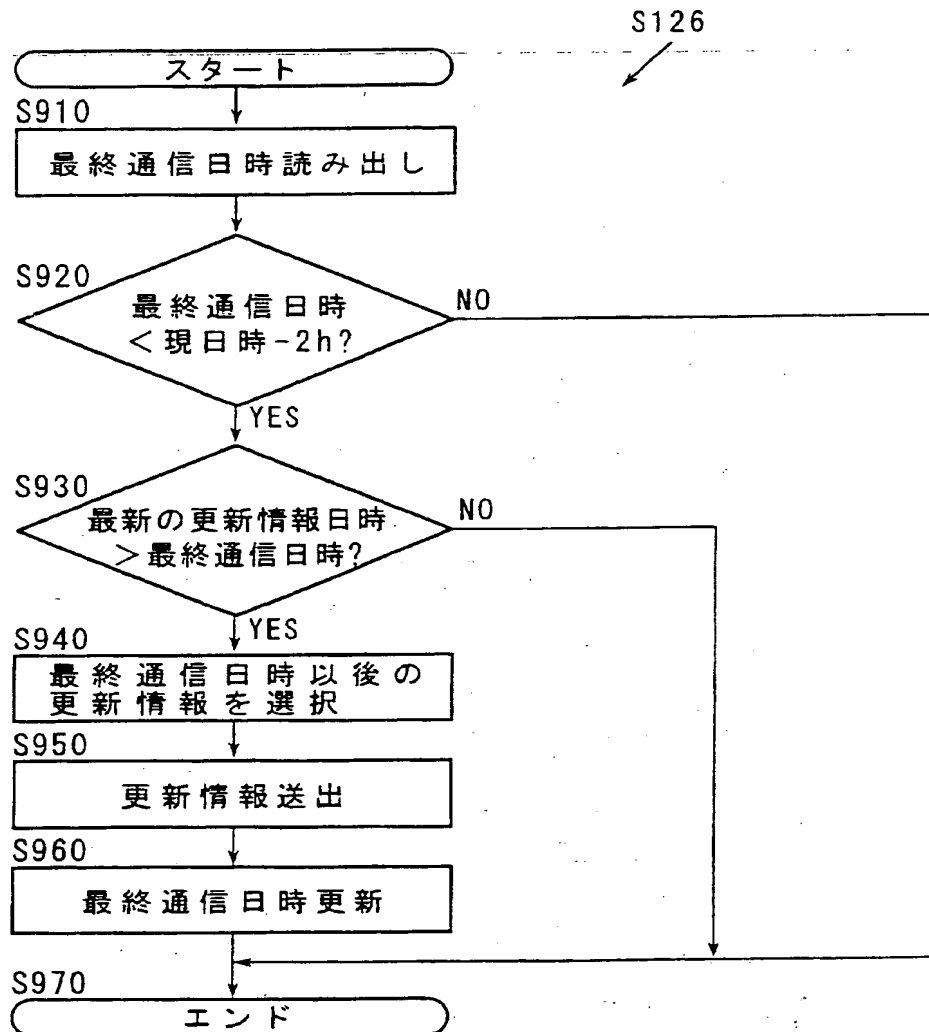 S126
スタート
S910
最終通信日時読み出し
S920
最終通信日時
<現日時-2h?
NO
YES
S930
最新の更新情報日時
>最終通信日時?
NO
YES
S940
最終通信日時以後の
更新情報を選択
S950
更新情報送出
S960
最終通信日時更新
S970
エンド